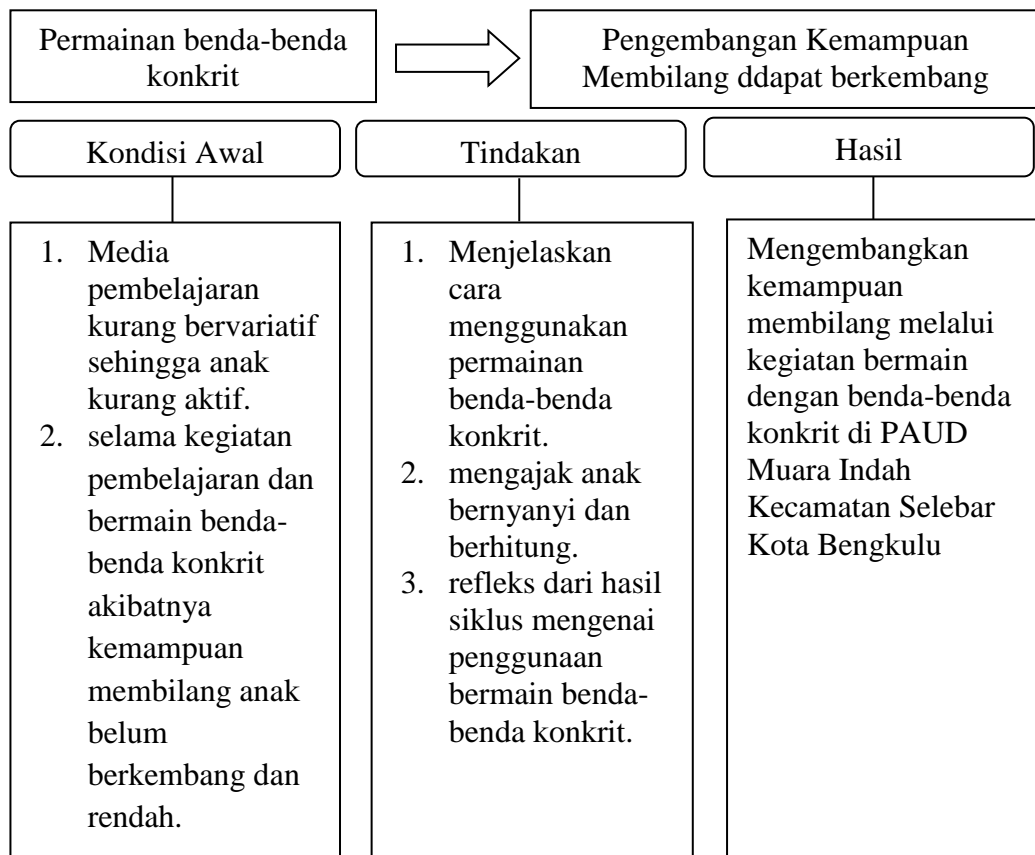 Permainan benda-benda
konkrit
Pengembangan Kemampuan
Membilang ddapat berkembang
Kondisi Awal
1. Media
pembelajaran
kurang bervariatif
sehingga anak
kurang aktif.
2. selama kegiatan
pembelajaran dan
bermain benda-
benda konkrit
akibatnya
kemampuan
membilang anak
belum
berkembang dan
rendah.
Tindakan
1. Menjelaskan
cara
menggunakan
permainan
benda-benda
konkrit.
2. mengajak anak
bernyanyi dan
berhitung.
3. refleks dari hasil
siklus mengenai
penggunaan
bermain benda-
benda konkrit.
Hasil
Mengembangkan
kemampuan
membilang melalui
kegiatan bermain
dengan benda-benda
konkrit di PAUD
Muara Indah
Kecamatan Selebar
Kota Bengkulu